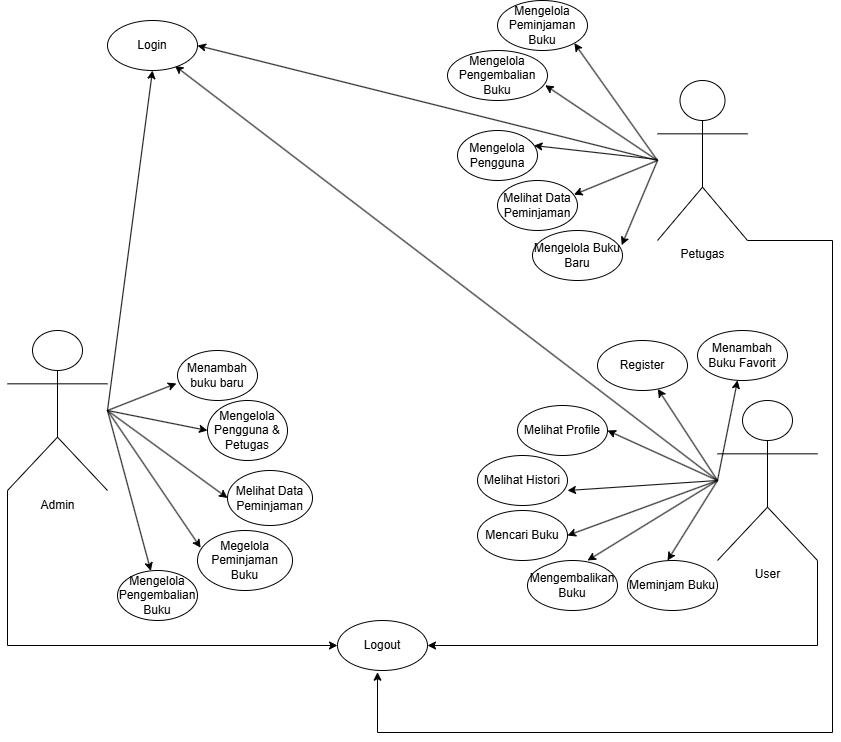 Login
Mengelola
Peminjaman
Buku
Mengelola
Pengembalian
Buku
Mengelola
Pengguna
Melihat Data
Peminjaman
Mengelola Buku
Baru
Petugas
Menambah
buku baru
Mengelola
Pengguna &
Petugas
Melihat Data
Peminjaman
Megelola
Peminjaman
Buku
Mengelola
Pengembalian
Buku
Admin
Register
Menambah
Buku Favorit
Melihat Profile
Melihat Histori
Mencari Buku
Mengembalikan
Buku
Meminjam Buku
User
Logout